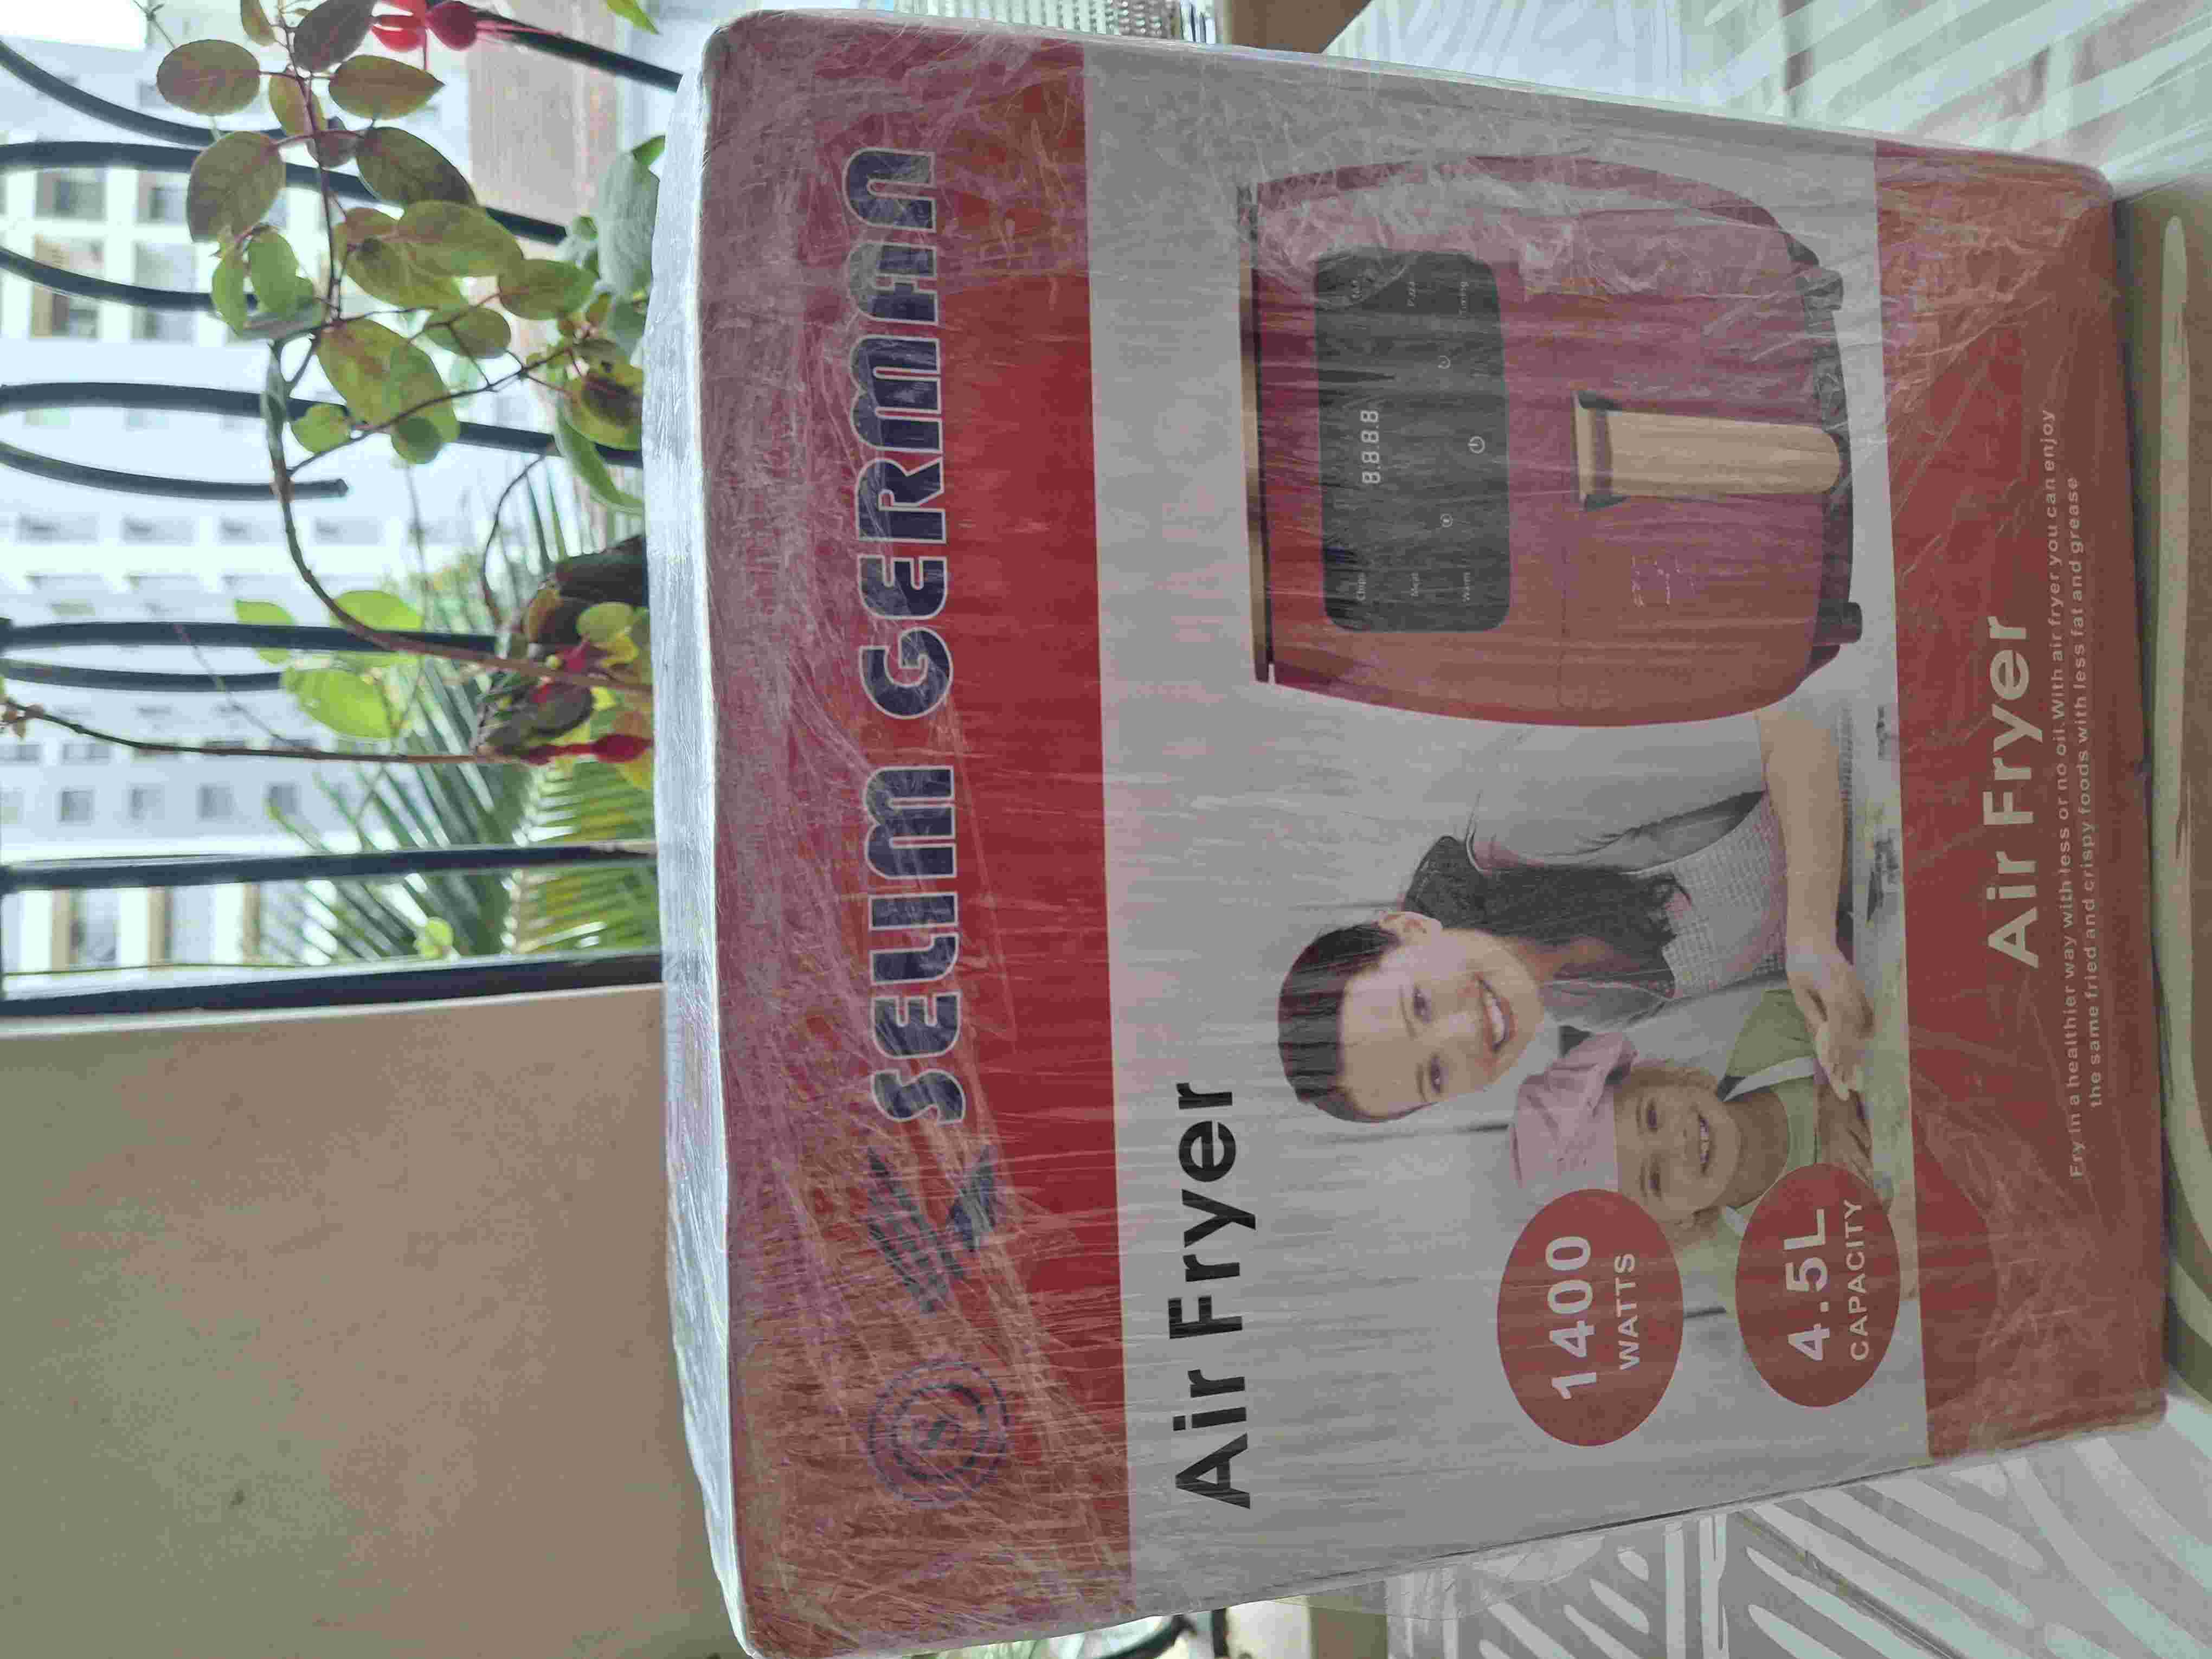 S
SELIM GERMAN
Air Fryer
8.8.8.8
Chips
Meat
Pizza
Warm
1400
WATTS
4.5L
CAPACITY
Air Fryer
Fry in a healthier way with less or no oil.With air fryer you can enjoy
the same fried and crispy foods with less fat and grease